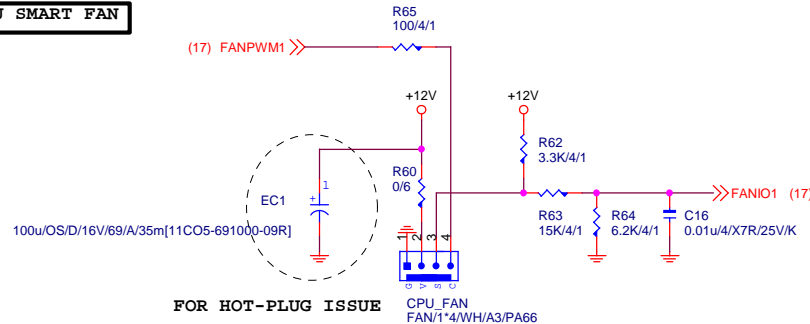 SMART FAN
R65
100/4/1
(17) FANPWM1
+12V
+12V
R62
3.3K/4/1
R60
0/6
EC1
+
1
100u/OS/D/16V/69/A/35m[11CO5-691000-09R]
FANIO1 (17)
R63
15K/4/1
R64
6.2K/4/1
C16
0.01u/4/X7R/25V/K
1
2
3
4
G
V
S
C
FOR HOT-PLUG ISSUE
CPU_FAN
FAN/1*4/WH/A3/PA66